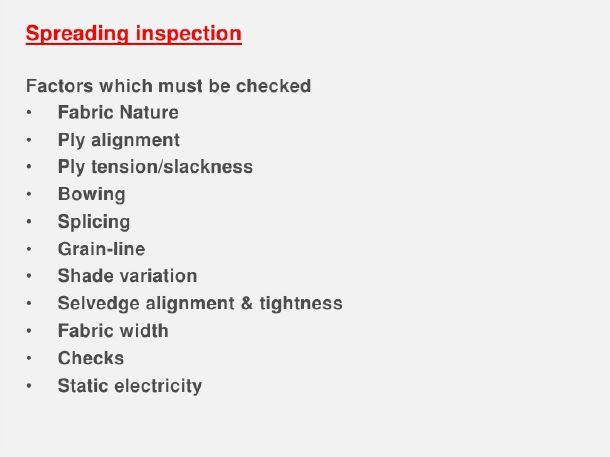 Spreading inspection
Factors which must be checked
• Fabric Nature
• Ply alignment
• Ply tension/slackness
• Bowing
• Splicing
• Grain-line
• Shade variation
• Selvedge alignment & tightness
• Fabric width
• Checks
• Static electricity